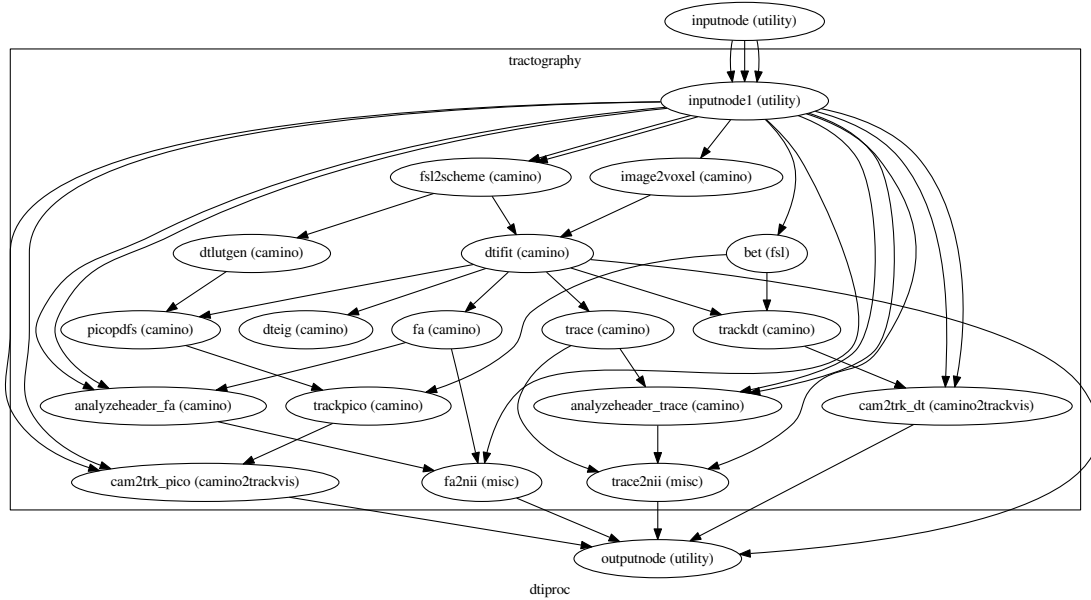 inputnode (utility)
tractography
inputnode1 (utility)
fsl2scheme (camino)
image2voxel (camino)
dtlutgen (camino)
dtifit (camino)
bet (fsl)
picopdfs (camino)
dteig (camino)
fa (camino)
trace (camino)
trackdt (camino)
analyzeheader_fa (camino)
trackpico (camino)
analyzeheader_trace (camino)
cam2trk_dt (camino2trackvis)
cam2trk_pico (camino2trackvis)
fa2nii (misc)
trace2nii (misc)
outputnode (utility)
dtiproc